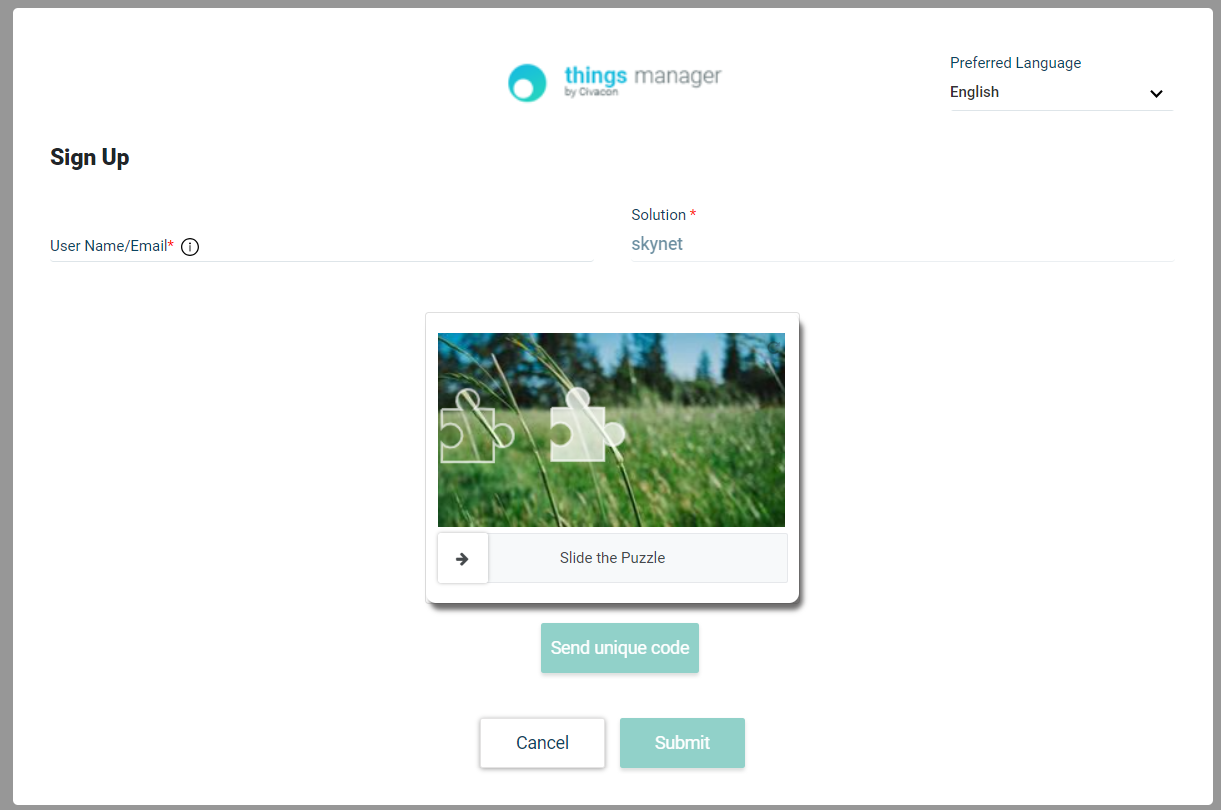 things manager
by Civacon
Preferred Language
English
Sign Up
User Name/Email*
Solution *
skynet
Slide the Puzzle
Send unique code
Cancel
Submit